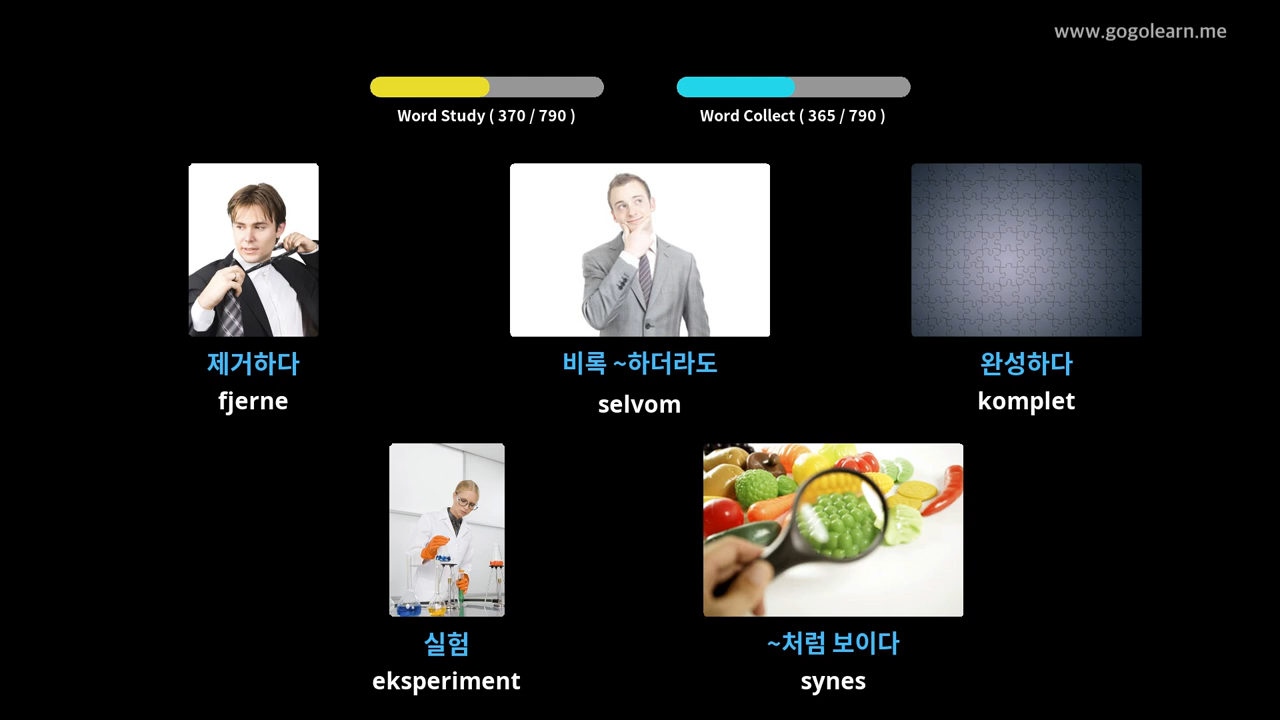 www.gogolearn.me
Word Study ( 370 / 790 )
Word Collect ( 365 / 790 )
제거하다
fjerne
비록 ~하더라도
selvom
완성하다
komplet
실험
eksperiment
~처럼 보이다
synes